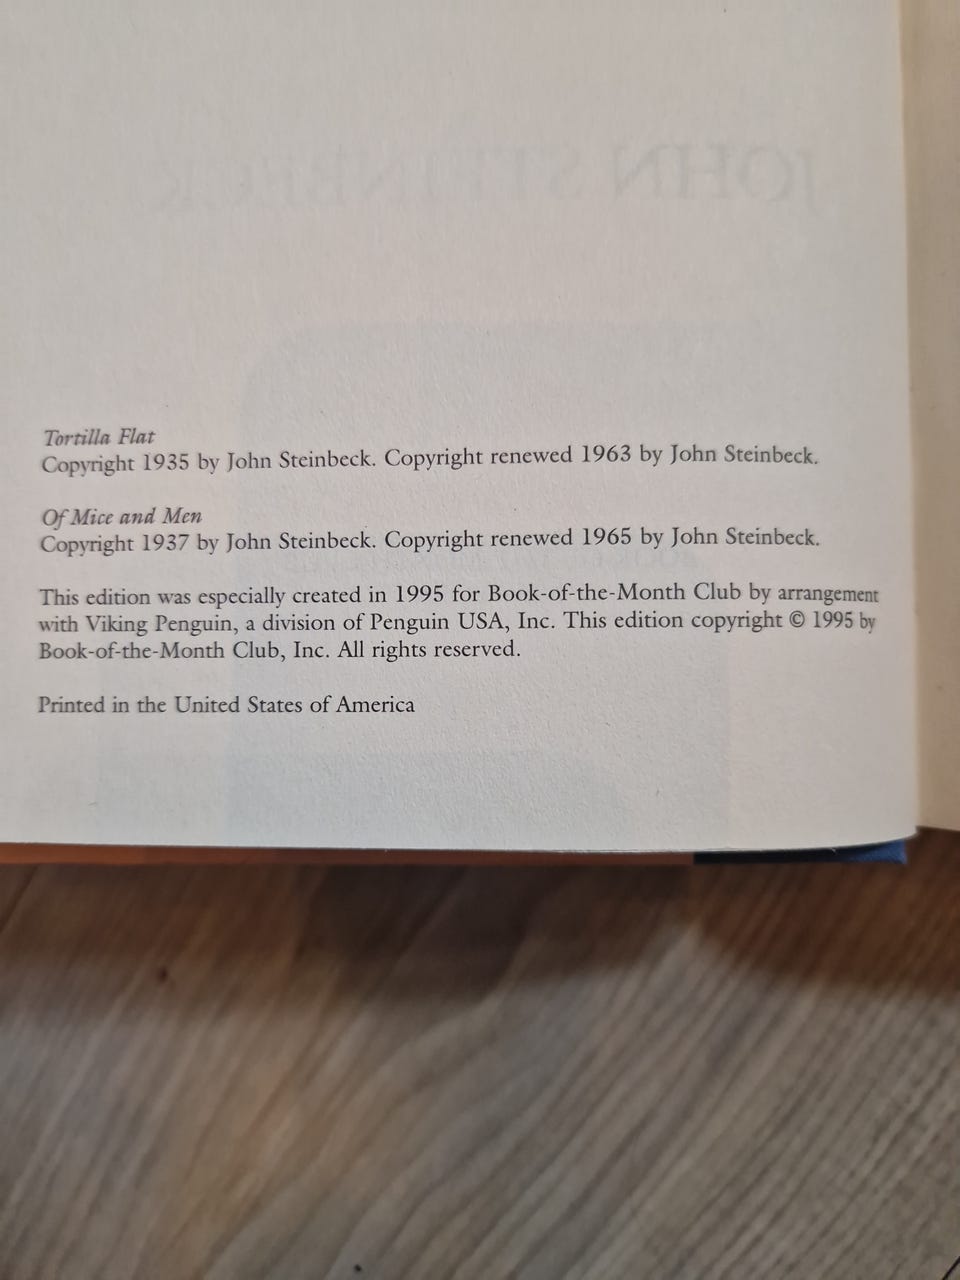 JOHN STEINBECK
Tortilla Flat
Copyright 1935 by John Steinbeck. Copyright renewed 1963 by John Steinbeck.
Of Mice and Men
Copyright 1937 by John Steinbeck. Copyright renewed 1965 by John Steinbeck.
This edition was especially created in 1995 for Book-of-the-Month Club by arrangement
with Viking Penguin, a division of Penguin USA, Inc. This edition copyright © 1995 by
Book-of-the-Month Club, Inc. All rights reserved.
Printed in the United States of America